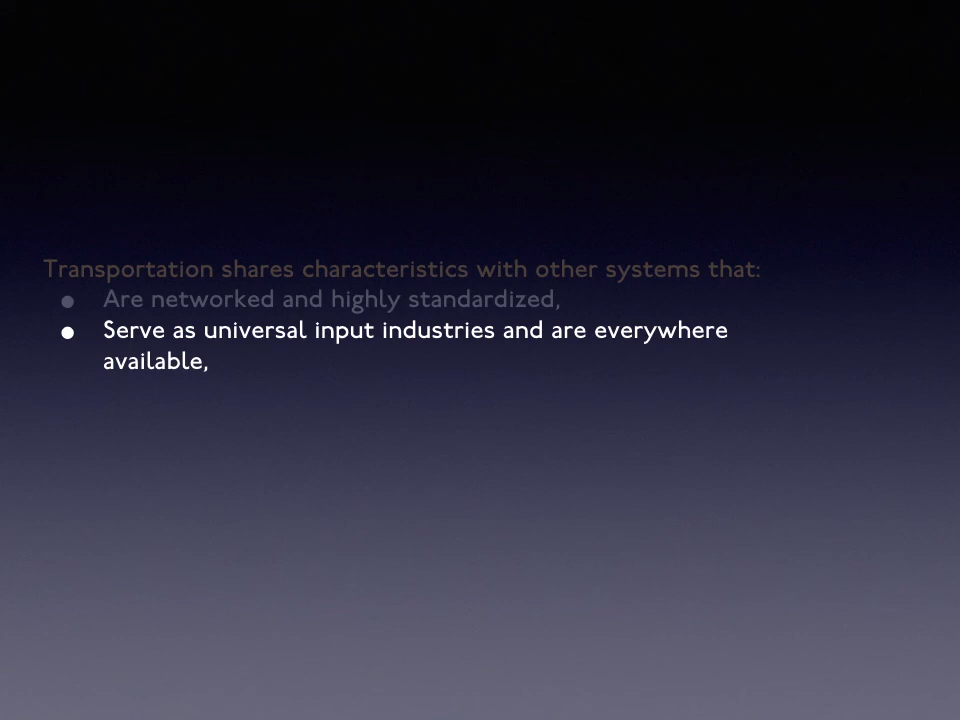 Transportation shares characteristics with other systems that:
● Are networked and highly standardized,
● Serve as universal input industries and are everywhere
available,